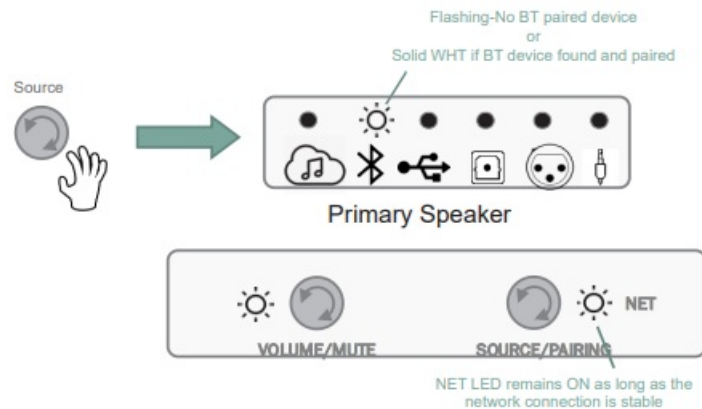 Flashing-No BT paired device
or
Solid WHT if BT device found and paired
Source
Primary Speaker
NET
VOLUME/MUTE
SOURCE/PAIRING
NET LED remains ON as long as the
network connection is stable